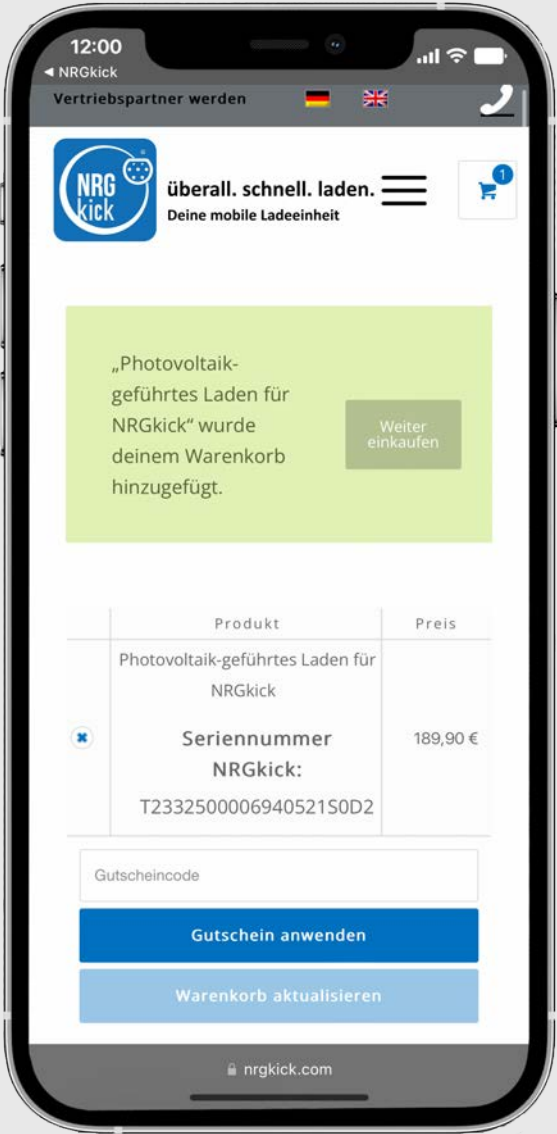 12:00
◀ NRGkick
Vertriebspartner werden
NRG
kick
überall. schnell. laden.
Deine mobile Ladeeinheit
1
„Photovoltaik-
geführtes Laden für
NRGkick“ wurde
deinem Warenkorb
hinzugefügt.
Weiter
einkaufen
Produkt Preis
Photovoltaik-geführtes Laden für
NRGkick
Seriennummer
NRGkick:
T2332500006940521S0D2
189,90 €
Gutscheincode
Gutschein anwenden
Warenkorb aktualisieren
nrgkick.com